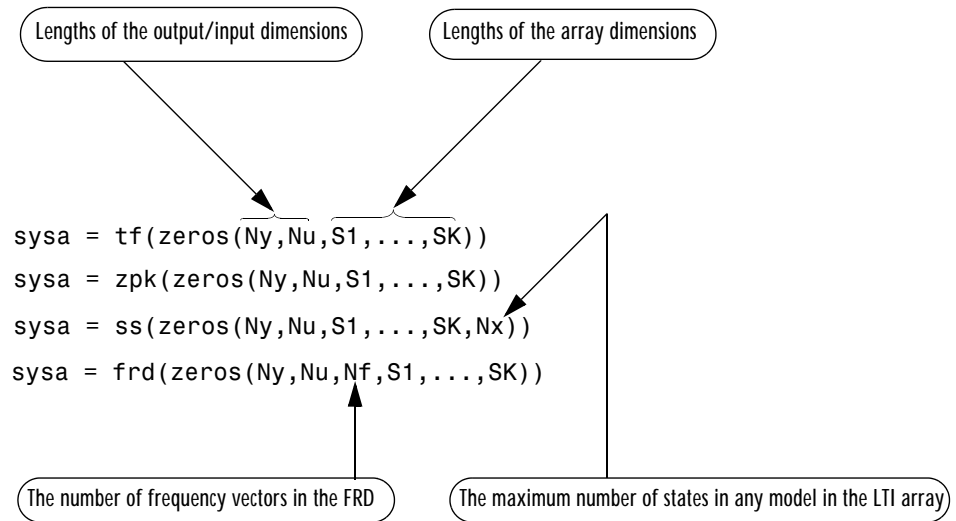 Lengths of the output/input dimensions
Lengths of the array dimensions
sysa = tf(zeros(Ny,Nu,S1,...,SK))
sysa = zpk(zeros(Ny,Nu,S1,...,SK))
sysa = ss(zeros(Ny,Nu,S1,...,SK,Nx))
sysa = frd(zeros(Ny,Nu,Nf,S1,...,SK))
The number of frequency vectors in the FRD
The maximum number of states in any model in the LTI array